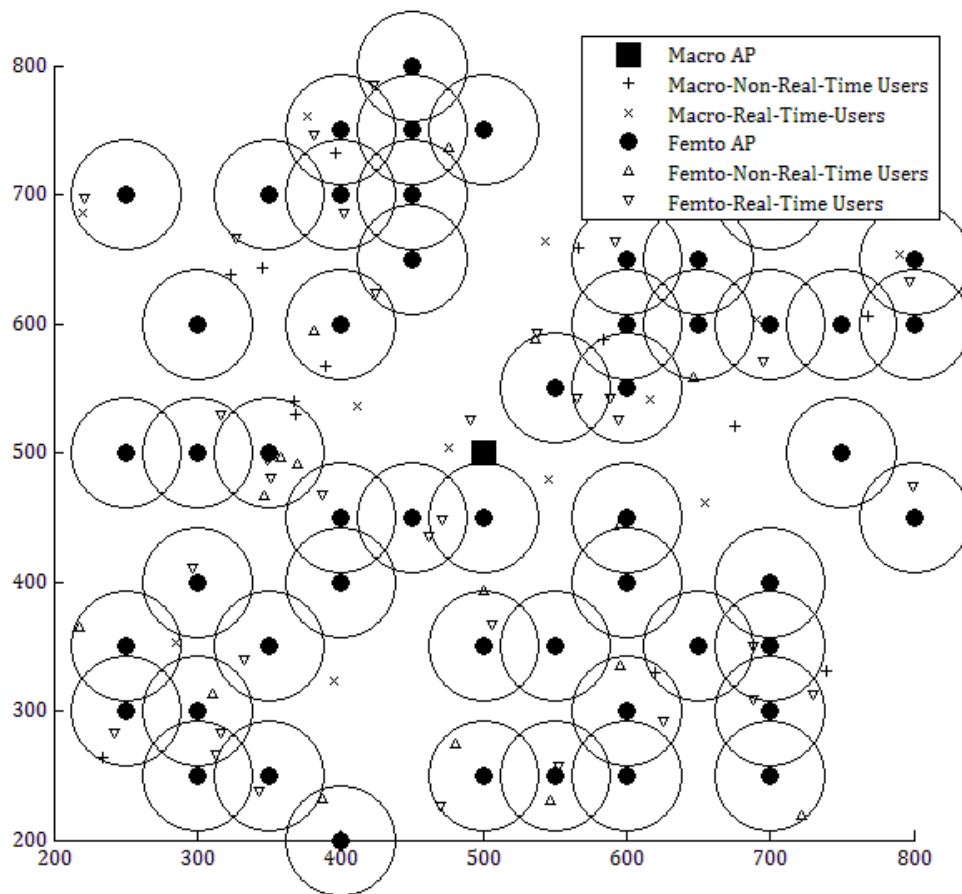 800
700
600
500
400
300
200
200 300 400 500 600 700 800
Macro AP
Macro-Non-Real-Time Users
Macro-Real-Time-Users
Femto AP
Femto-Non-Real-Time Users
Femto-Real-Time Users